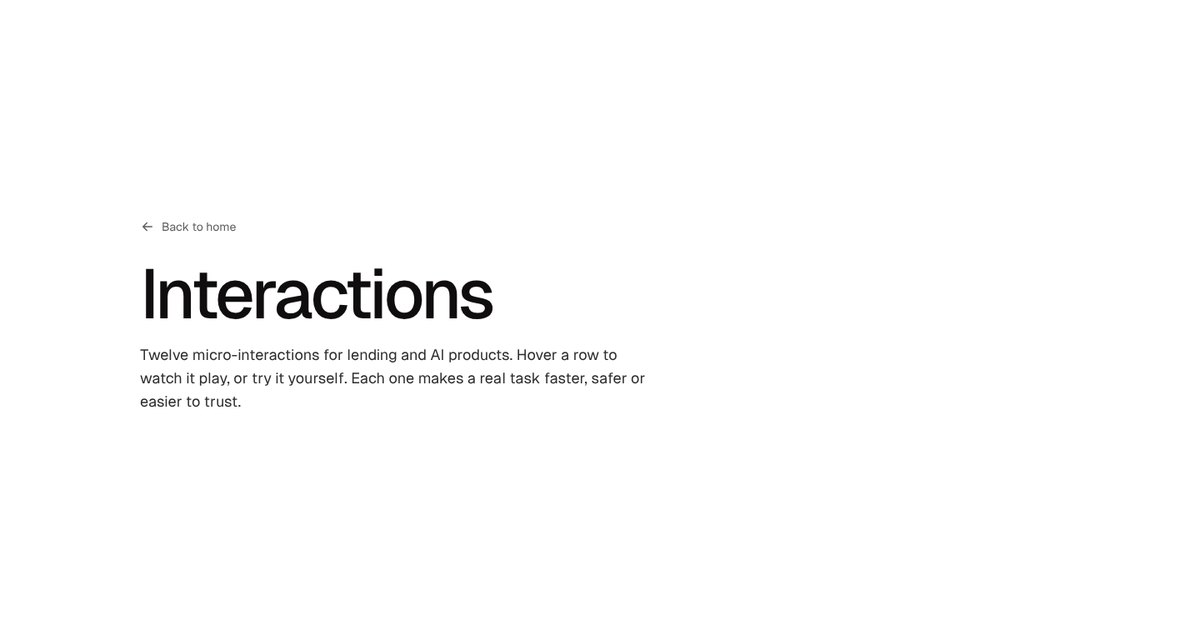 ← Back to home
Interactions
Twelve micro-interactions for lending and AI products. Hover a row to
watch it play, or try it yourself. Each one makes a real task faster, safer or
easier to trust.